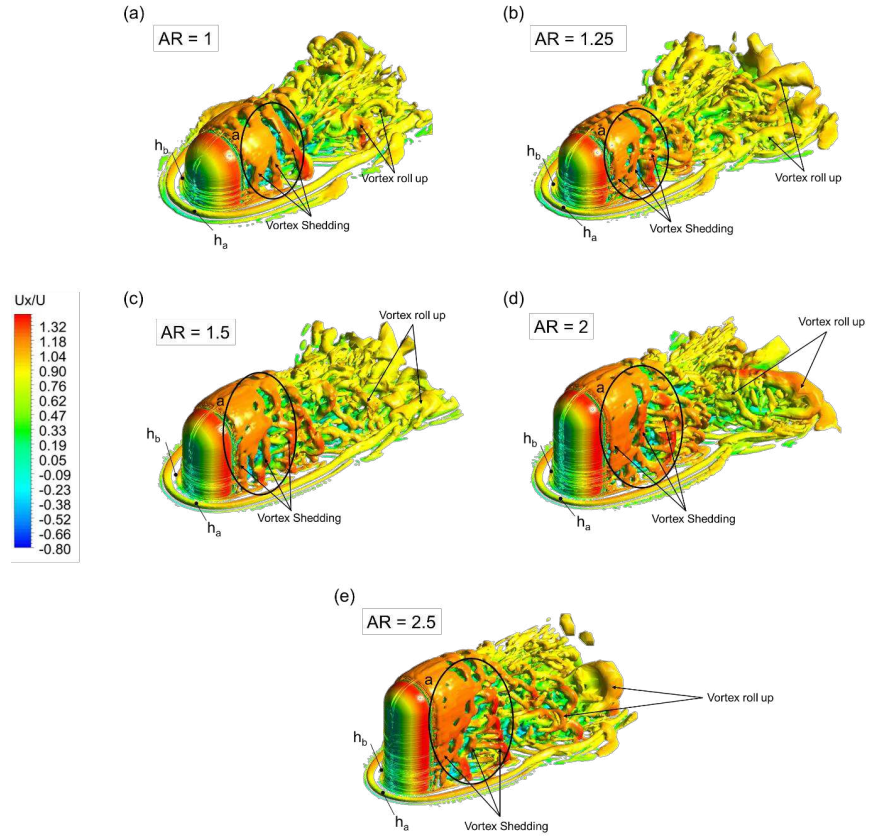 (a)
AR = 1
a
h_b
h_a
Vortex Shedding
Vortex roll up
(b)
AR = 1.25
a
h_b
h_a
Vortex Shedding
Vortex roll up
Ux/U
1.32
1.18
1.04
0.90
0.76
0.62
0.47
0.33
0.19
0.05
-0.09
-0.23
-0.38
-0.52
-0.66
-0.80
(c)
AR = 1.5
Vortex roll up
a
h_b
h_a
Vortex Shedding
(d)
AR = 2
Vortex roll up
a
h_b
h_a
Vortex Shedding
(e)
AR = 2.5
a
Vortex roll up
h_b
h_a
Vortex Shedding